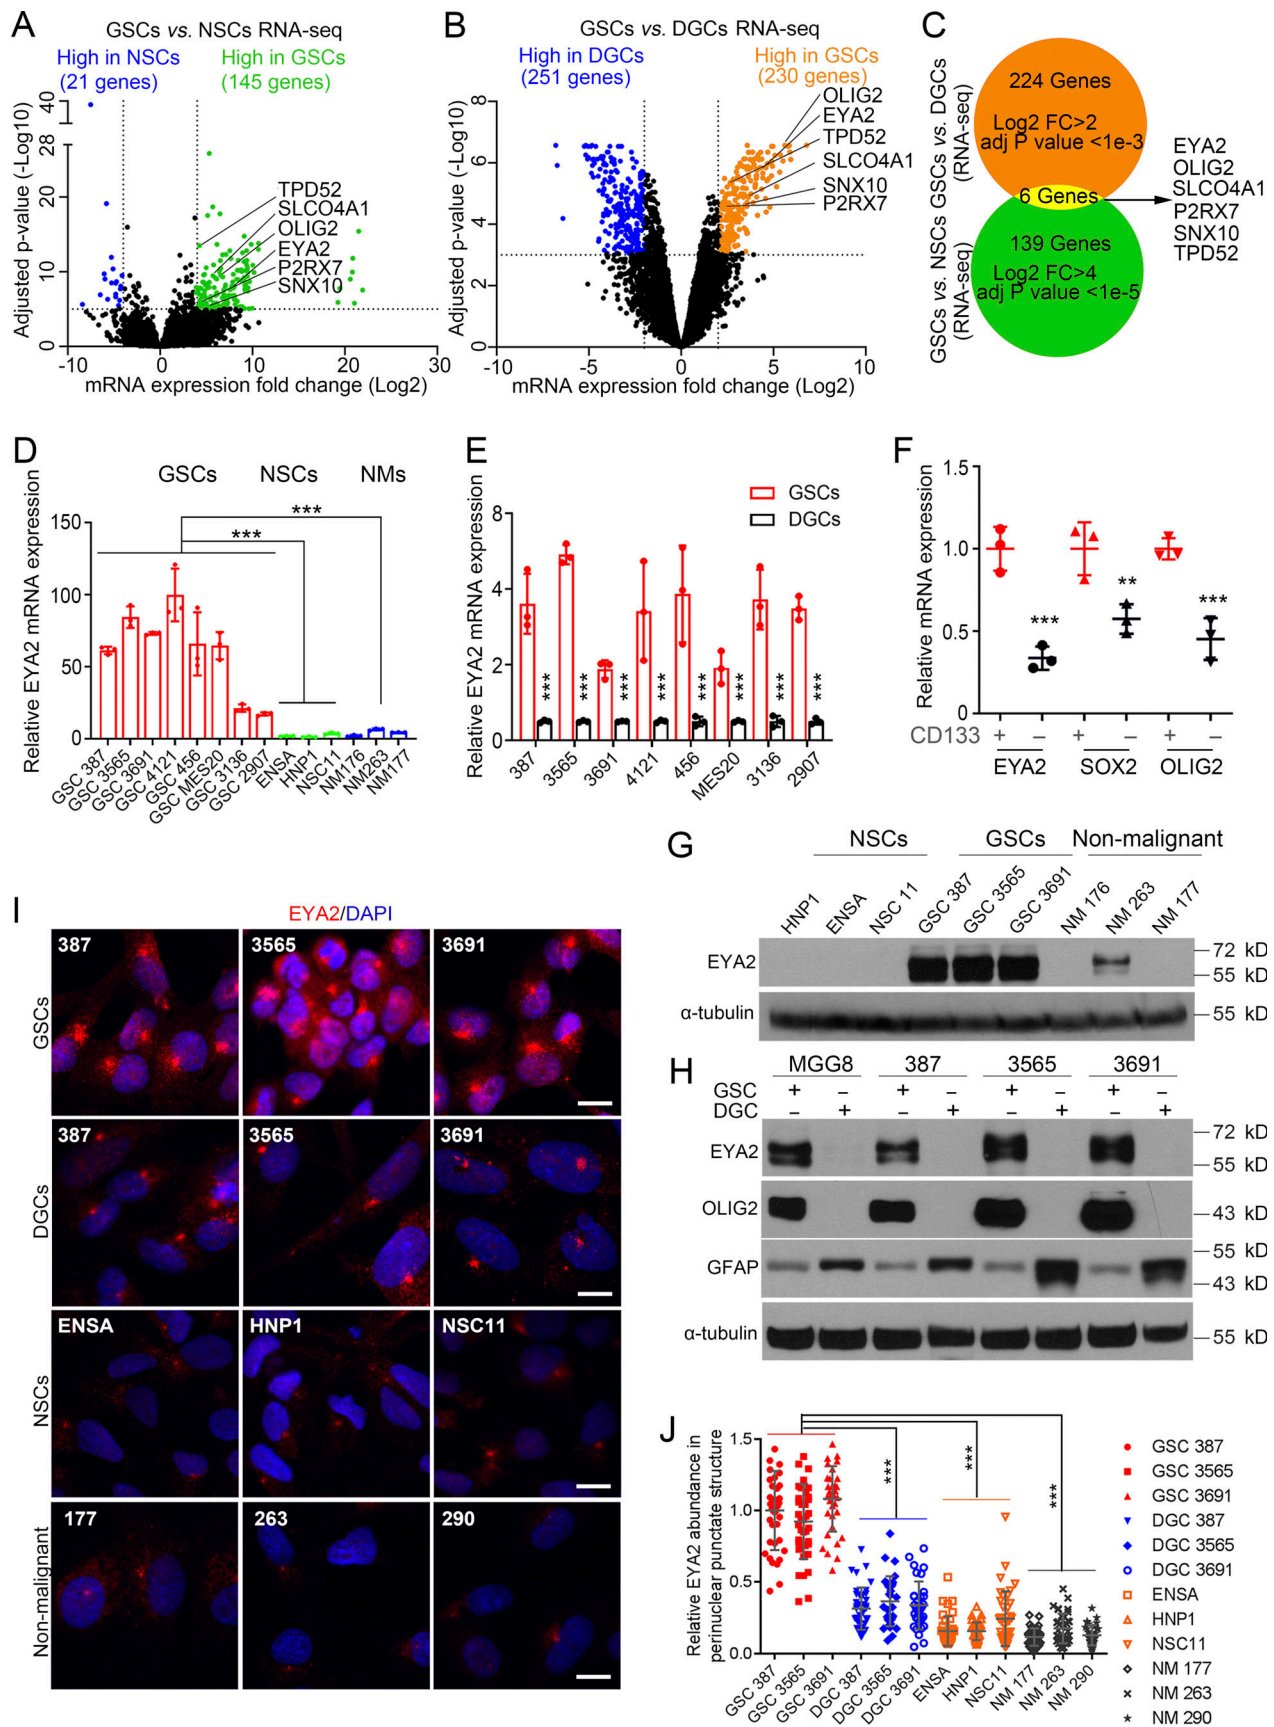 A
GSCs vs. NSCs RNA-seq
High in NSCs
(21 genes)
High in GSCs
(145 genes)
Adjusted p-value (-Log10)
40
28
20
10
0
TPD52
SLCO4A1
OLIG2
EYA2
P2RX7
SNX10
-10 0 10 20 30
mRNA expression fold change (Log2)
B
GSCs vs. DGCs RNA-seq
High in DGCs
(251 genes)
High in GSCs
(230 genes)
Adjusted p-value (-Log10)
8
6
4
2
0
OLIG2
EYA2
TPD52
SLCO4A1
SNX10
P2RX7
-10 -5 0 5 10
mRNA expression fold change (Log2)
C
GSCs vs. DGCs
(RNA-seq)
224 Genes
Log2 FC>2
adj P value <1e-3
6 Genes
GSCs vs. NSCs
(RNA-seq)
139 Genes
Log2 FC>4
adj P value <1e-5
EYA2
OLIG2
SLCO4A1
P2RX7
SNX10
TPD52
D
GSCs NSCs NMs
Relative EYA2 mRNA expression
150
100
50
0
*** ***
GSC 387
GSC 3565
GSC 3691
GSC 4121
GSC 456
GSC MES20
GSC 3136
GSC 2907
ENSA
HNP1
NSC11
NM176
NM263
NM177
E
Relative EYA2 mRNA expression
8
4
2
0
GSCs
DGCs
*** *** *** *** *** *** *** ***
387
3565
3691
4121
456
MES20
3136
2907
F
Relative mRNA expression
1.5
1.0
0.5
0.0
*** ** ***
CD133 + − + − + −
EYA2 SOX2 OLIG2
G
NSCs GSCs Non-malignant
HNP1
ENSA
NSC 11
GSC 387
GSC 3565
GSC 3691
NM 176
NM 263
NM 177
EYA2
72 kD
55 kD
α-tubulin
55 kD
H
MGG8 387 3565 3691
GSC + − + − + − + −
DGC − + − + − + − +
EYA2
72 kD
55 kD
OLIG2
43 kD
GFAP
55 kD
43 kD
α-tubulin
55 kD
I
EYA2/DAPI
GSCs
387 3565 3691
DGCs
387 3565 3691
NSCs
ENSA HNP1 NSC11
Non-malignant
177 263 290
J
Relative EYA2 abundance in
perinuclear punctate structure
1.5
1.0
0.5
0.0
*** *** ***
GSC 387
GSC 3565
GSC 3691
DGC 387
DGC 3565
DGC 3691
ENSA
HNP1
NSC11
NM 177
NM 263
NM 290
GSC 387
GSC 3565
GSC 3691
DGC 387
DGC 3565
DGC 3691
ENSA
HNP1
NSC11
NM 177
NM 263
NM 290